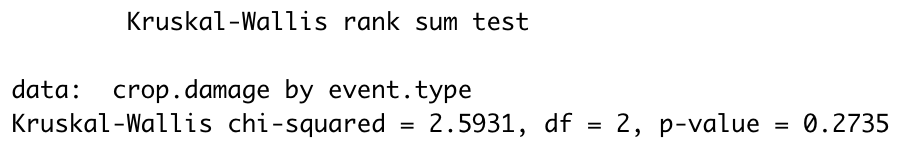 Kruskal-Wallis rank sum test
data:  crop.damage by event.type
Kruskal-Wallis chi-squared = 2.5931, df = 2, p-value = 0.2735